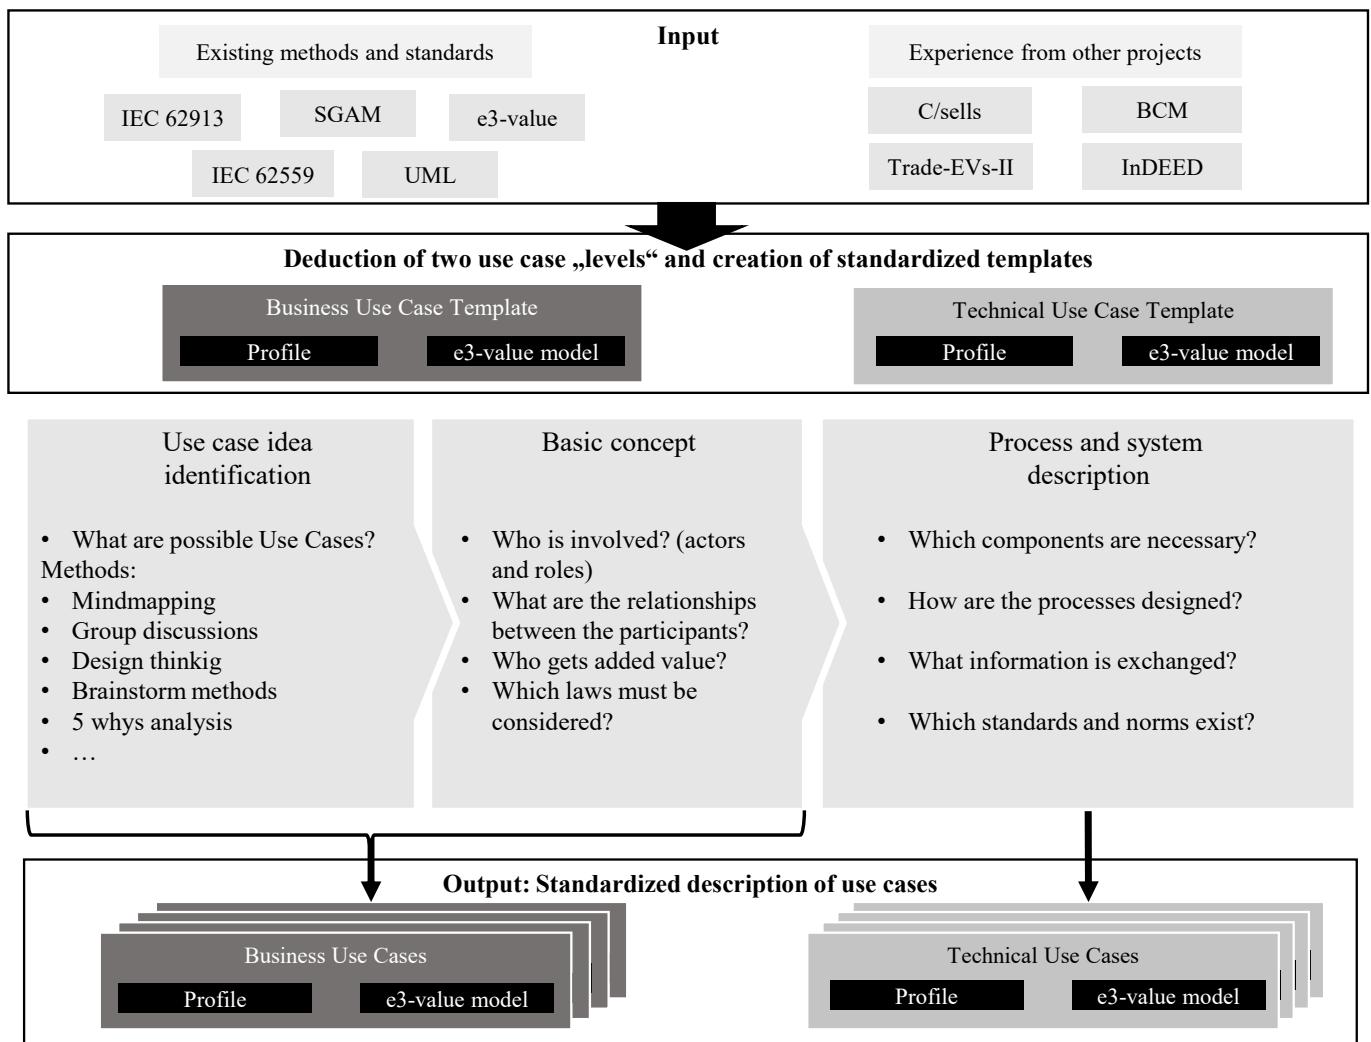 Input
Existing methods and standards
IEC 62913
SGAM
e3-value
IEC 62559
UML
Experience from other projects
C/sells
BCM
Trade-EVs-II
InDEED
Deduction of two use case „levels“ and creation of standardized templates
Business Use Case Template
Profile
e3-value model
Technical Use Case Template
Profile
e3-value model
Use case idea
identification
• What are possible Use Cases?
Methods:
• Mindmapping
• Group discussions
• Design thinkig
• Brainstorm methods
• 5 whys analysis
• …
Basic concept
• Who is involved? (actors
and roles)
• What are the relationships
between the participants?
• Who gets added value?
• Which laws must be
considered?
Process and system
description
• Which components are necessary?
• How are the processes designed?
• What information is exchanged?
• Which standards and norms exist?
Output: Standardized description of use cases
Business Use Cases
Profile
e3-value model
Technical Use Cases
Profile
e3-value model